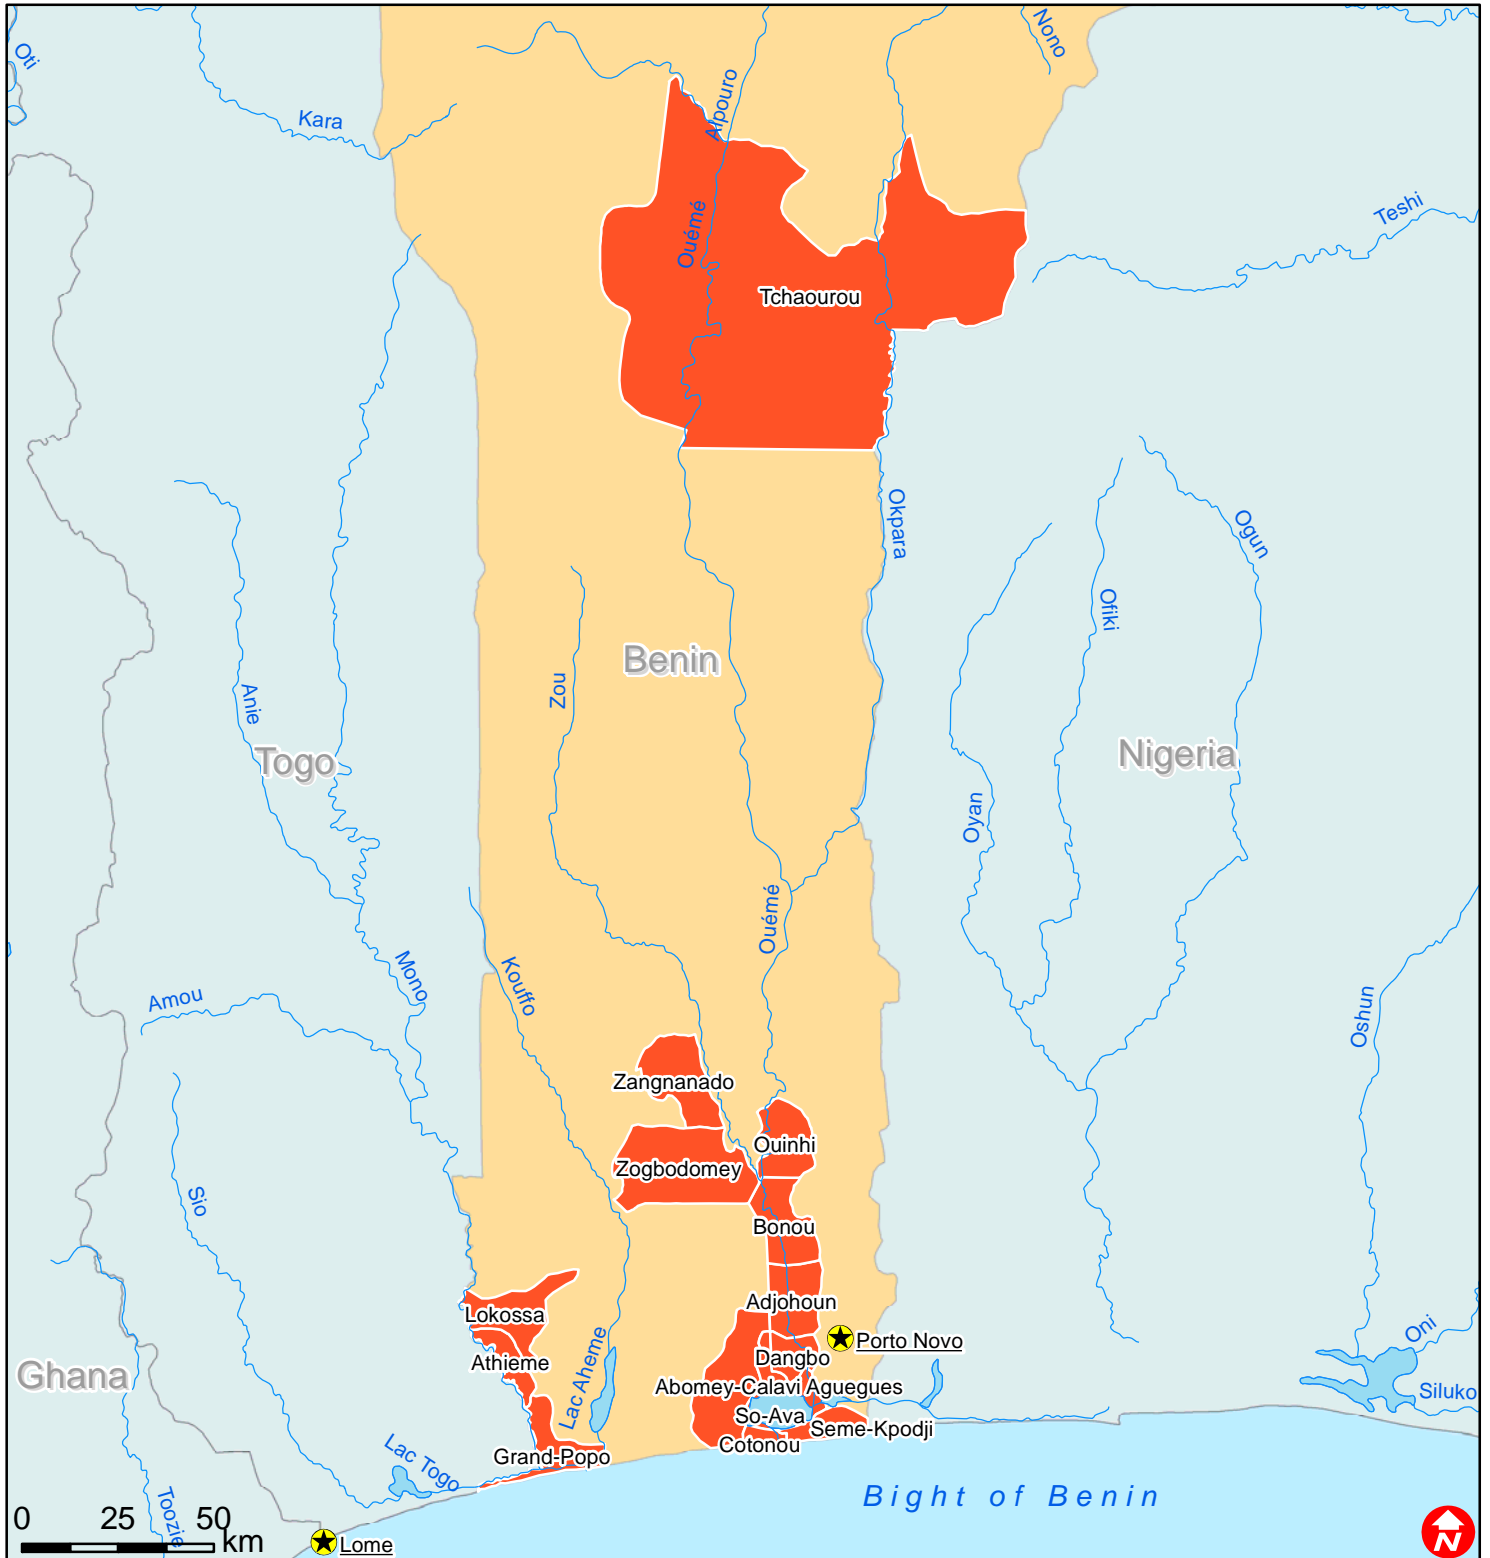 Oti
Nono
Kara
Alpouro
Teshi
Ouémé
Tchaourou
Okpara
Ogun
Ofiki
Benin
Zou
Anie
Togo
Nigeria
Oyan
Ouémé
Mono
Kouffo
Amou
Oshun
Zangnanado
Ouinhi
Zogbodomey
Sio
Bonou
Adjohoun
Lokossa
Oni
Porto Novo
Athieme
Dangbo
Ghana
Lac Aheme
Abomey-Calavi
Aguegues
Siluko
So-Ava
Seme-Kpodji
Cotonou
Grand-Popo
Lac Togo
Bight of Benin
Toozie
0 25 50 km
Lome
N